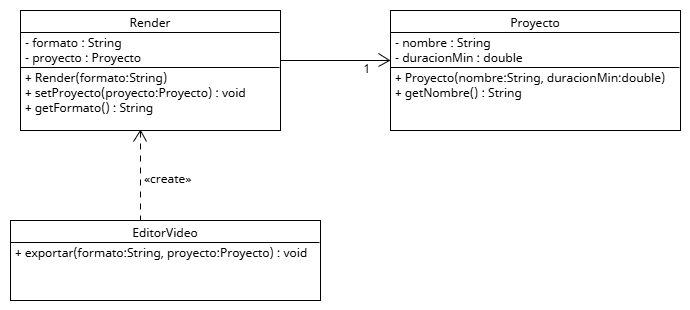 Render
- formato : String
- proyecto : Proyecto
+ Render(formato:String)
+ setProyecto(proyecto:Proyecto) : void
+ getFormato() : String
1
Proyecto
- nombre : String
- duracionMin : double
+ Proyecto(nombre:String, duracionMin:double)
+ getNombre() : String
«create»
EditorVideo
+ exportar(formato:String, proyecto:Proyecto) : void